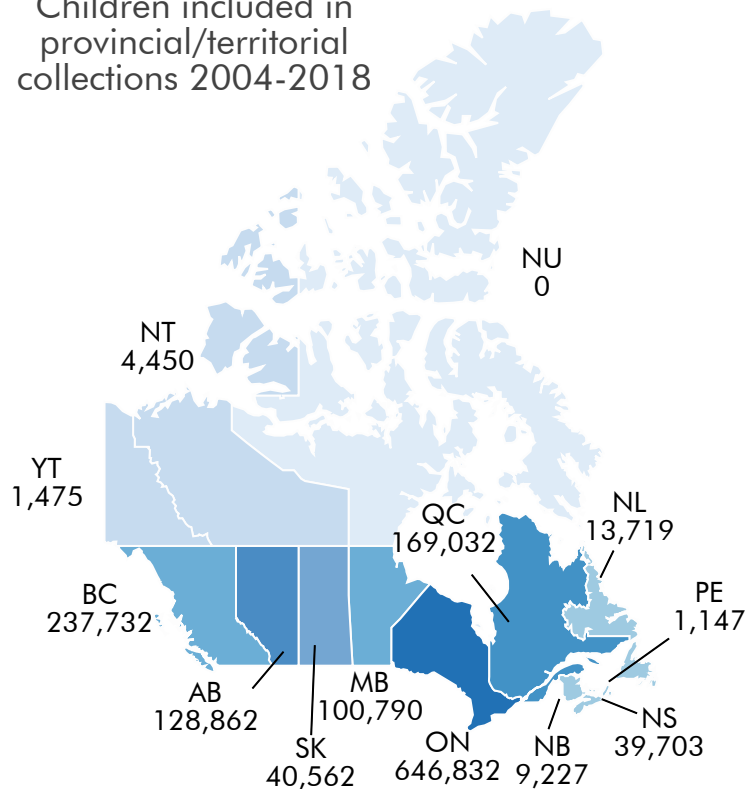 Children included in
provincial/territorial
collections 2004-2018
NU
0
NT
4,450
YT
1,475
QC
169,032
NL
13,719
BC
237,732
PE
1,147
AB
128,862
MB
100,790
SK
40,562
ON
646,832
NB
9,227
NS
39,703